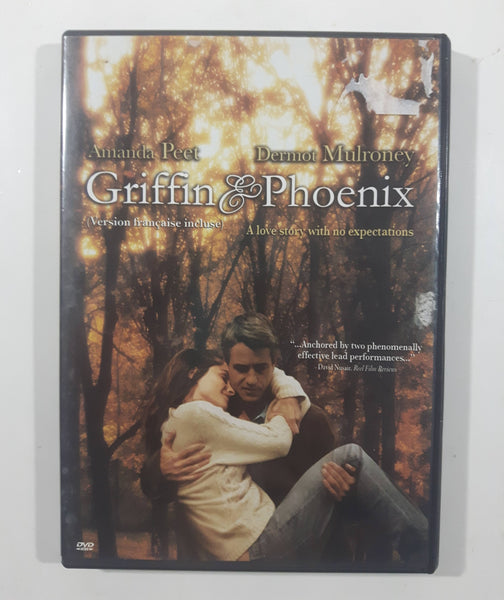 Amanda Peet Dermot Mulroney
Griffin & Phoenix
(Version française incluse)
A love story with no expectations
"...Anchored by two phenomenally
effective lead performances..."
- David Nusair, Reel Film Reviews
DVD